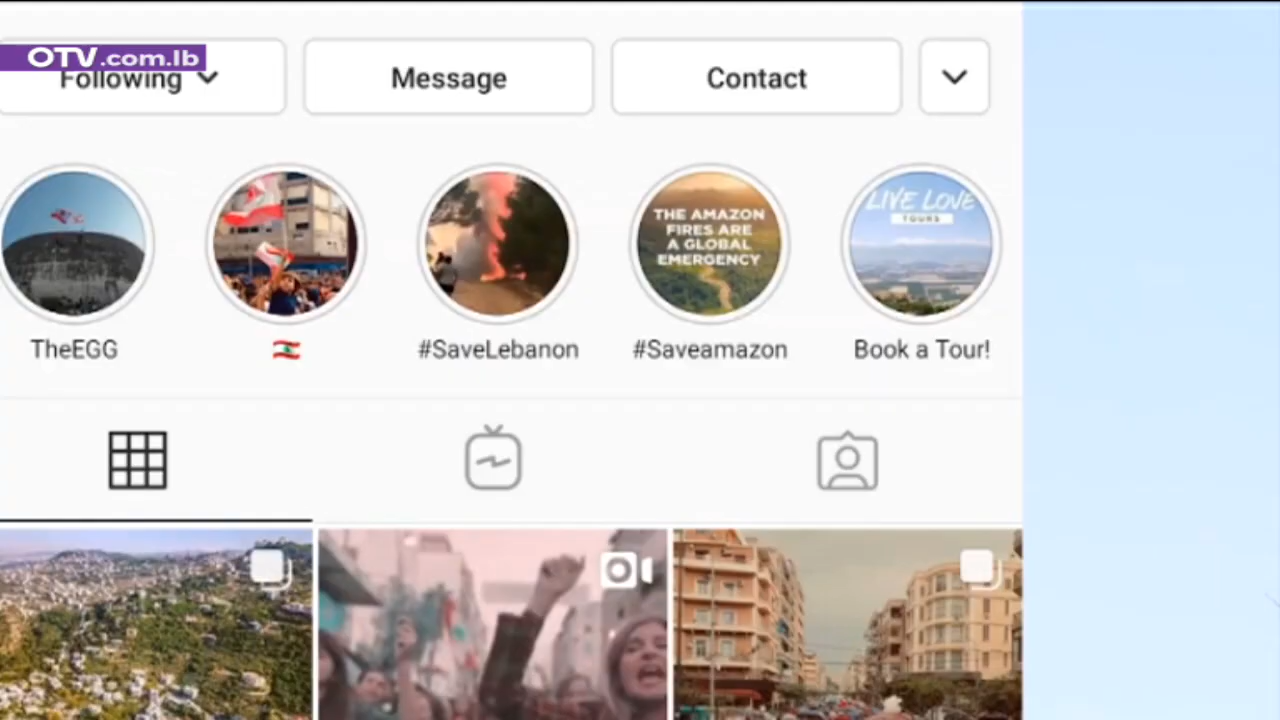 OTV.com.lb
Following
Message
Contact
THE AMAZON
FIRES ARE
A GLOBAL
EMERGENCY
LIVE LOVE
TOURS
TheEGG
#SaveLebanon
#Saveamazon
Book a Tour!